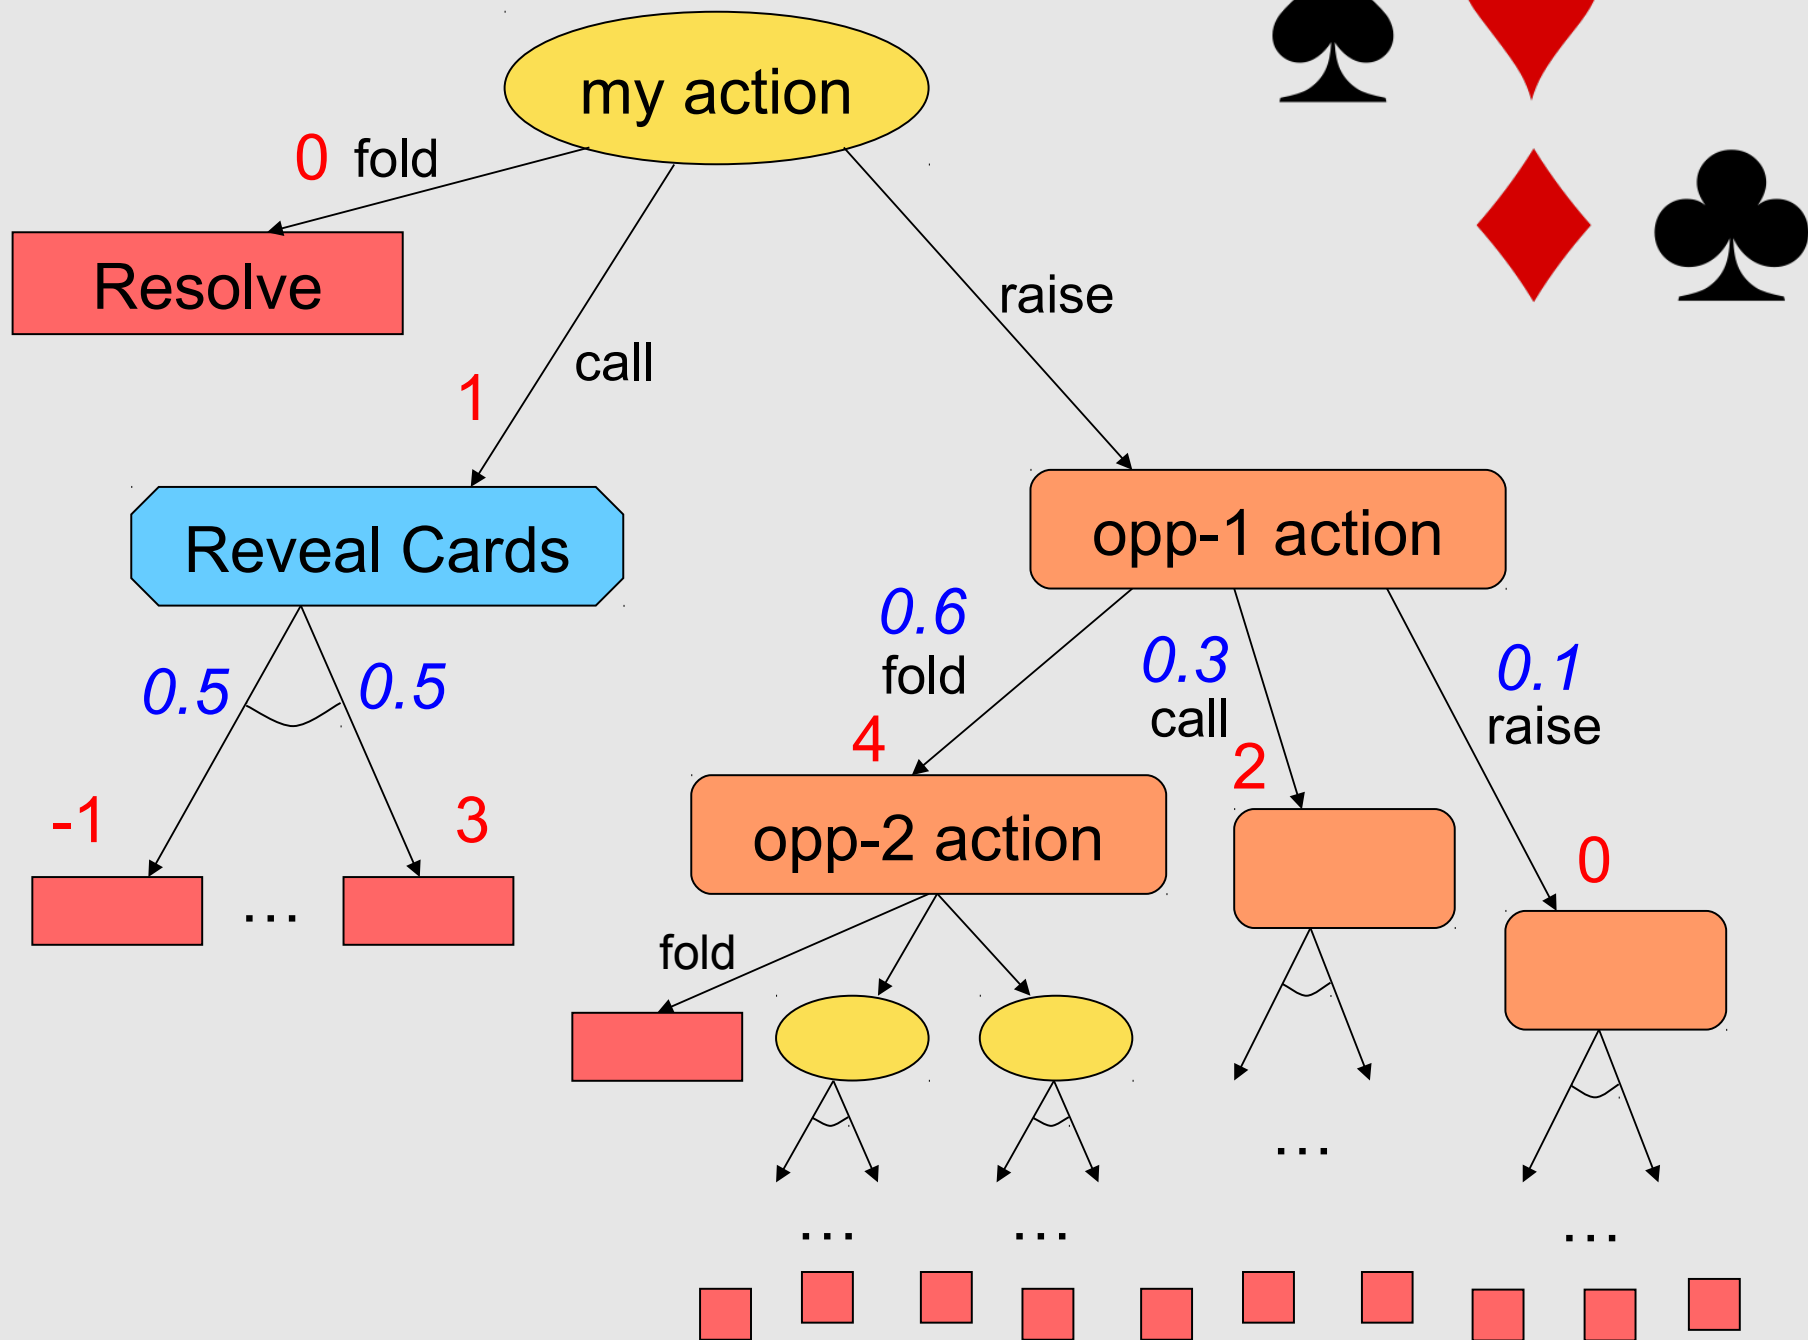 my action
0 fold
Resolve
raise
call
1
Reveal Cards
opp-1 action
0.6
fold
0.3
call
0.1
raise
0.5
0.5
4
2
-1
3
0
...
opp-2 action
fold
...
...
...
...